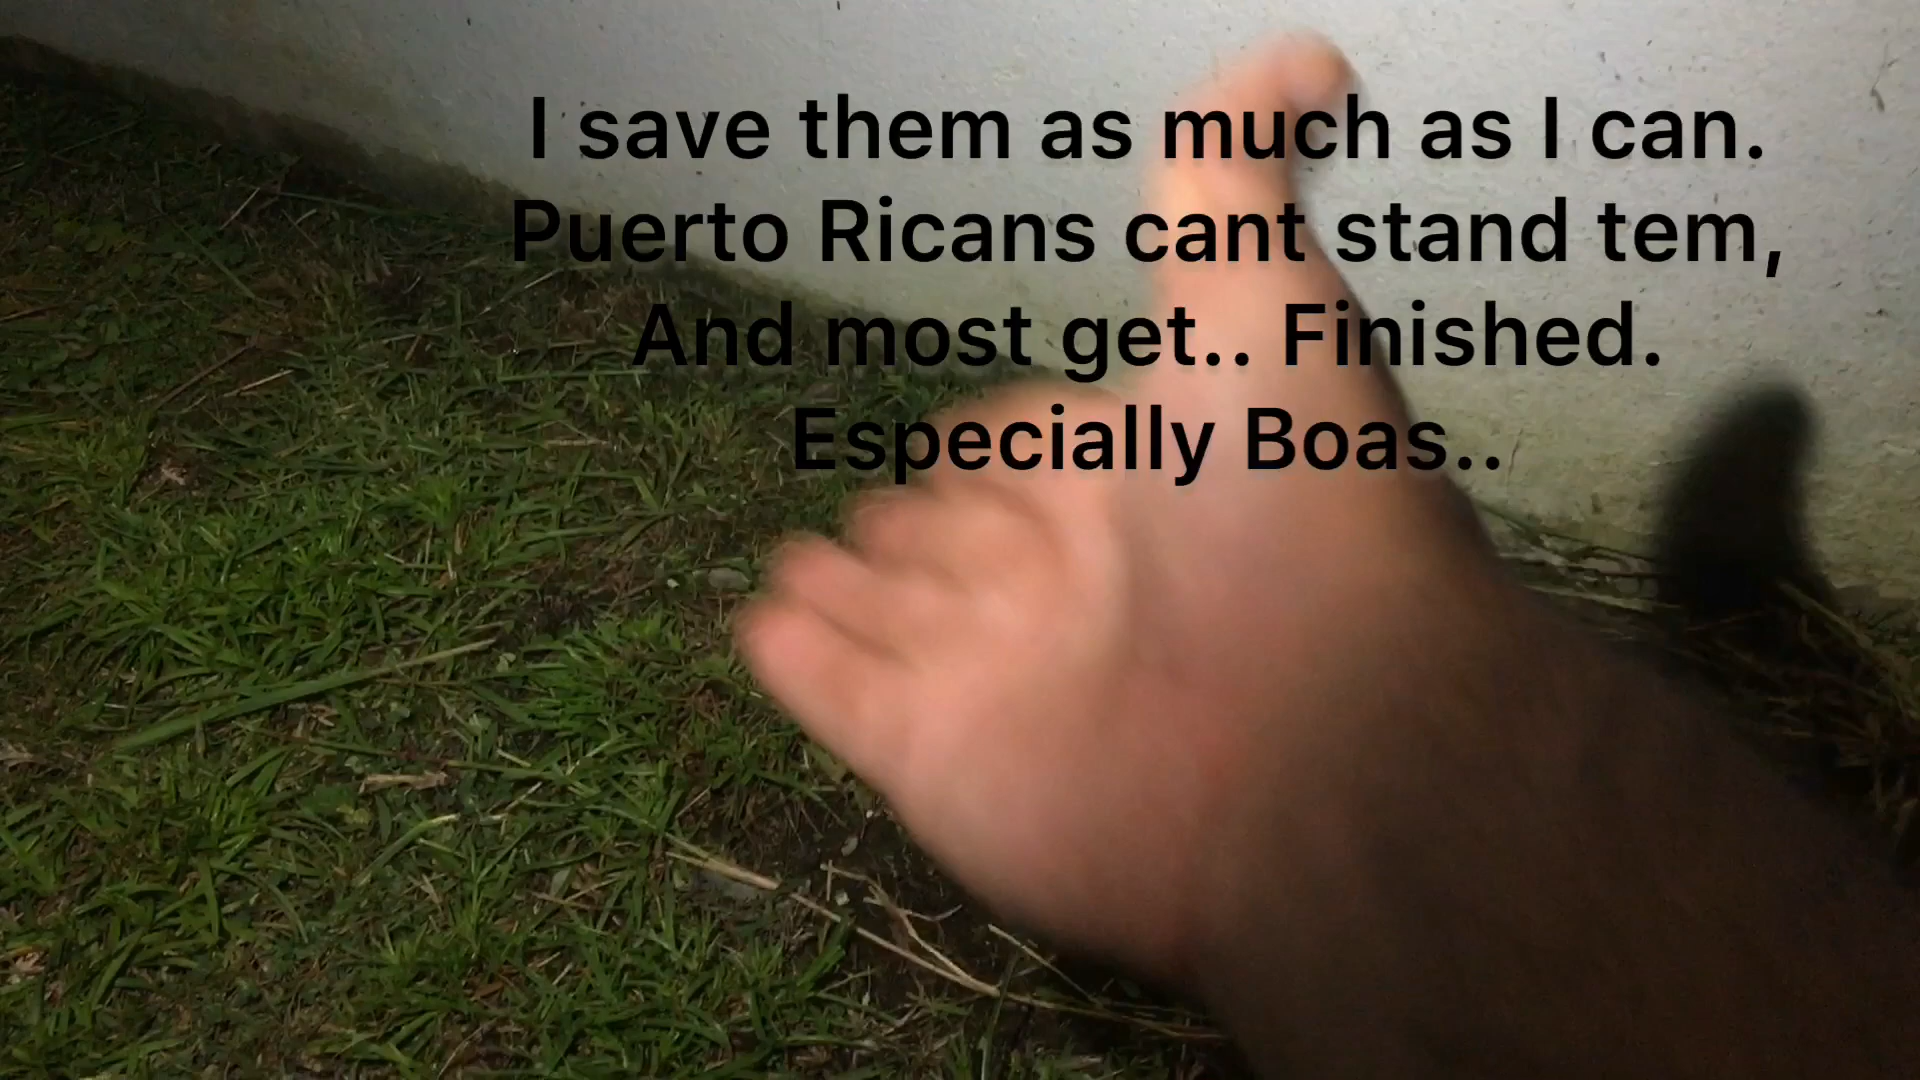 I save them as much as I can.
Puerto Ricans cant stand tem,
And most get.. Finished.
Especially Boas..